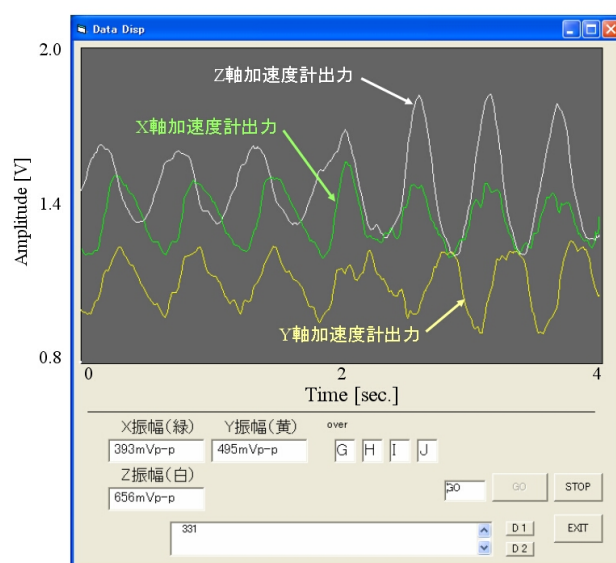 Data Disp
2.0
Z軸加速度計出力
X軸加速度計出力
Amplitude [V]
1.4
Y軸加速度計出力
0.8
0
2
4
Time [sec.]
X振幅(緑)
Y振幅(黄)
over
393mVp-p
495mVp-p
G
H
I
J
Z振幅(白)
656mVp-p
GO
GO
STOP
331
D1
D2
EXIT